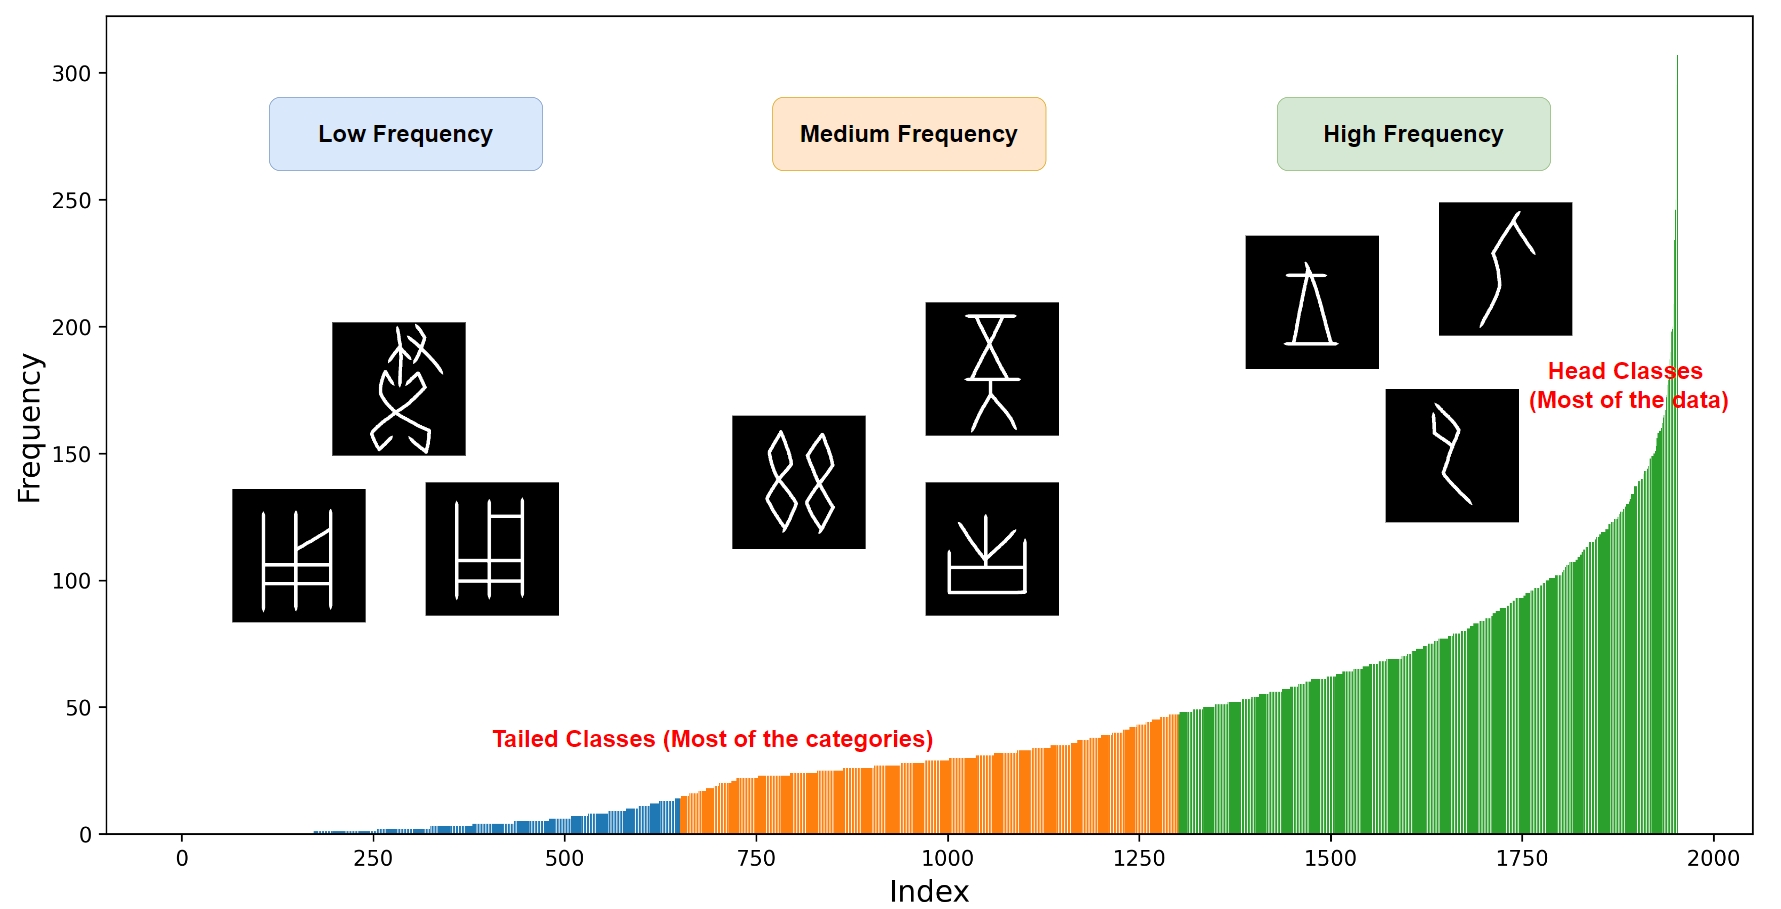 Low Frequency
Medium Frequency
High Frequency
Head Classes
(Most of the data)
Tailed Classes (Most of the categories)
Frequency
300
250
200
150
100
50
0
0 250 500 750 1000 1250 1500 1750 2000
Index